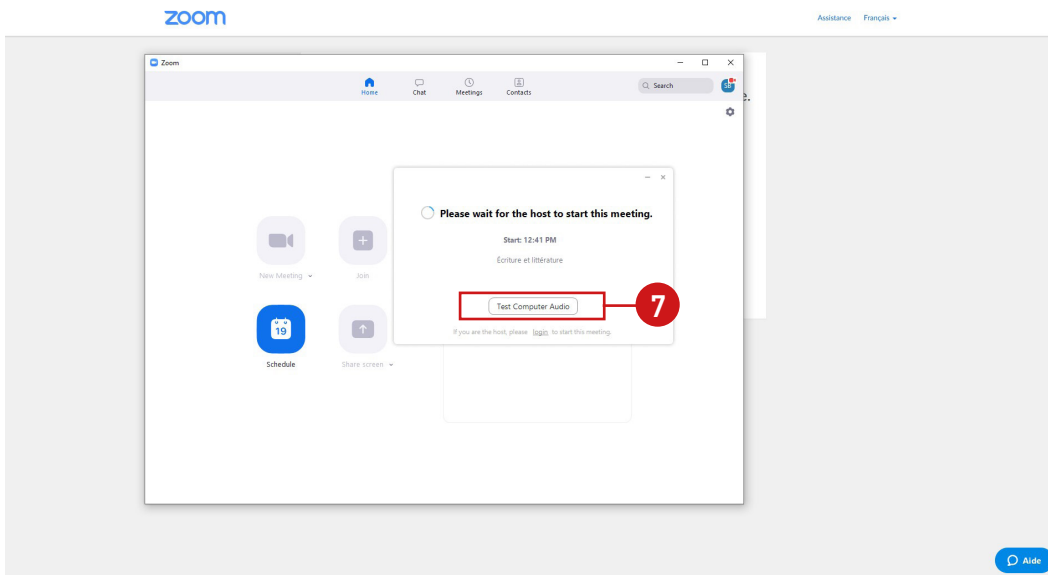 zoom
Assistance Français
Zoom
Home Chat Meetings Contacts Search SB
e.
Please wait for the host to start this meeting.
Start: 12:41 PM
Écriture et littérature
New Meeting Join
Test Computer Audio 7
If you are the host, please login to start this meeting.
19
Schedule Share screen
Aide